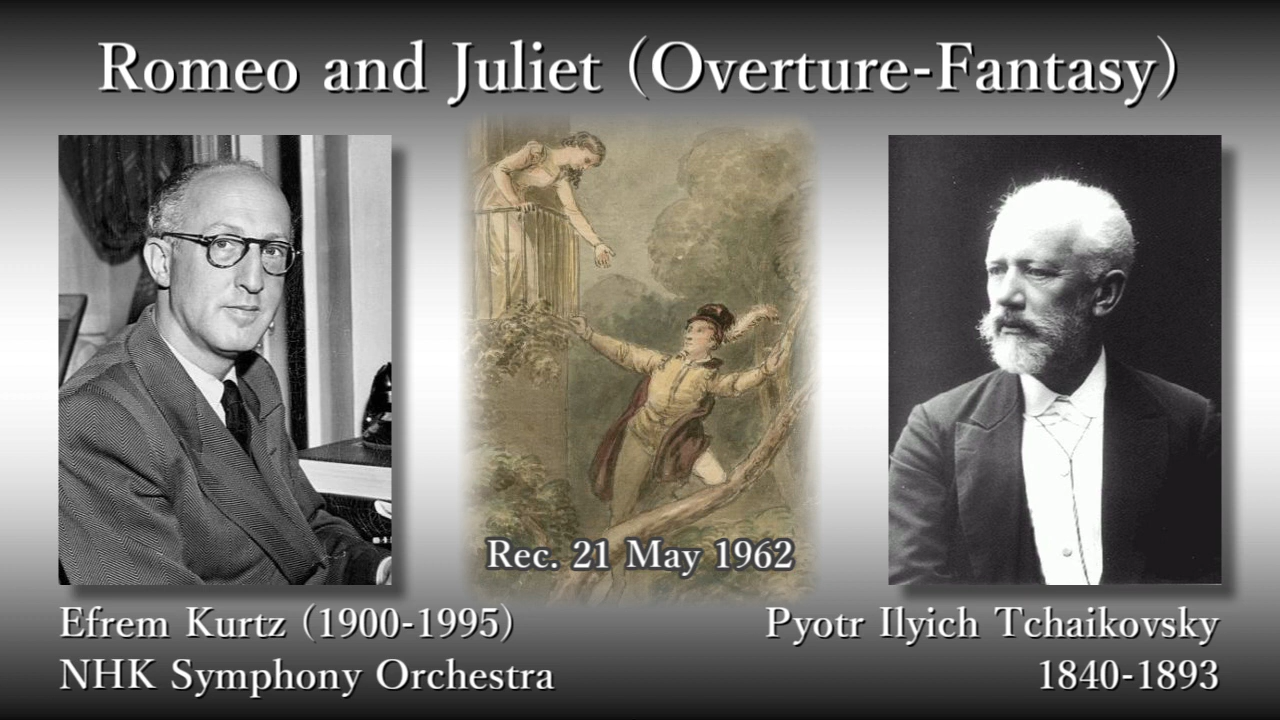 Romeo and Juliet (Overture-Fantasy)
Rec. 21 May 1962
Efrem Kurtz (1900-1995)
NHK Symphony Orchestra
Pyotr Ilyich Tchaikovsky
1840-1893